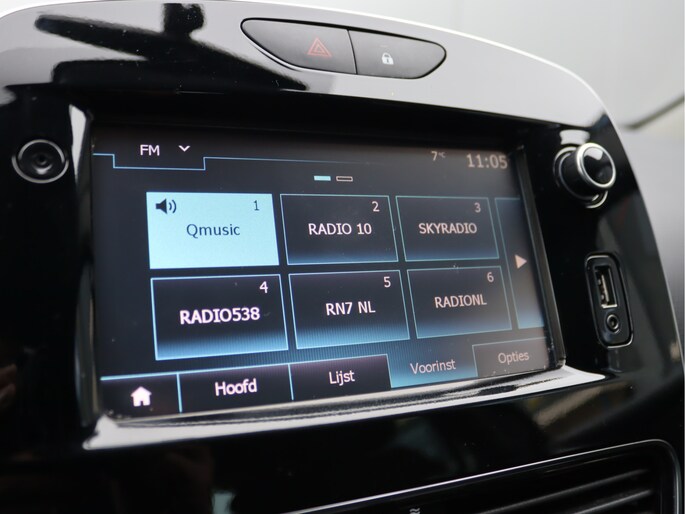 FM
7°C
11:05
1
Qmusic
2
RADIO 10
3
SKYRADIO
4
RADIO538
5
RN7 NL
6
RADIONL
Hoofd
Lijst
Voorinst
Opties